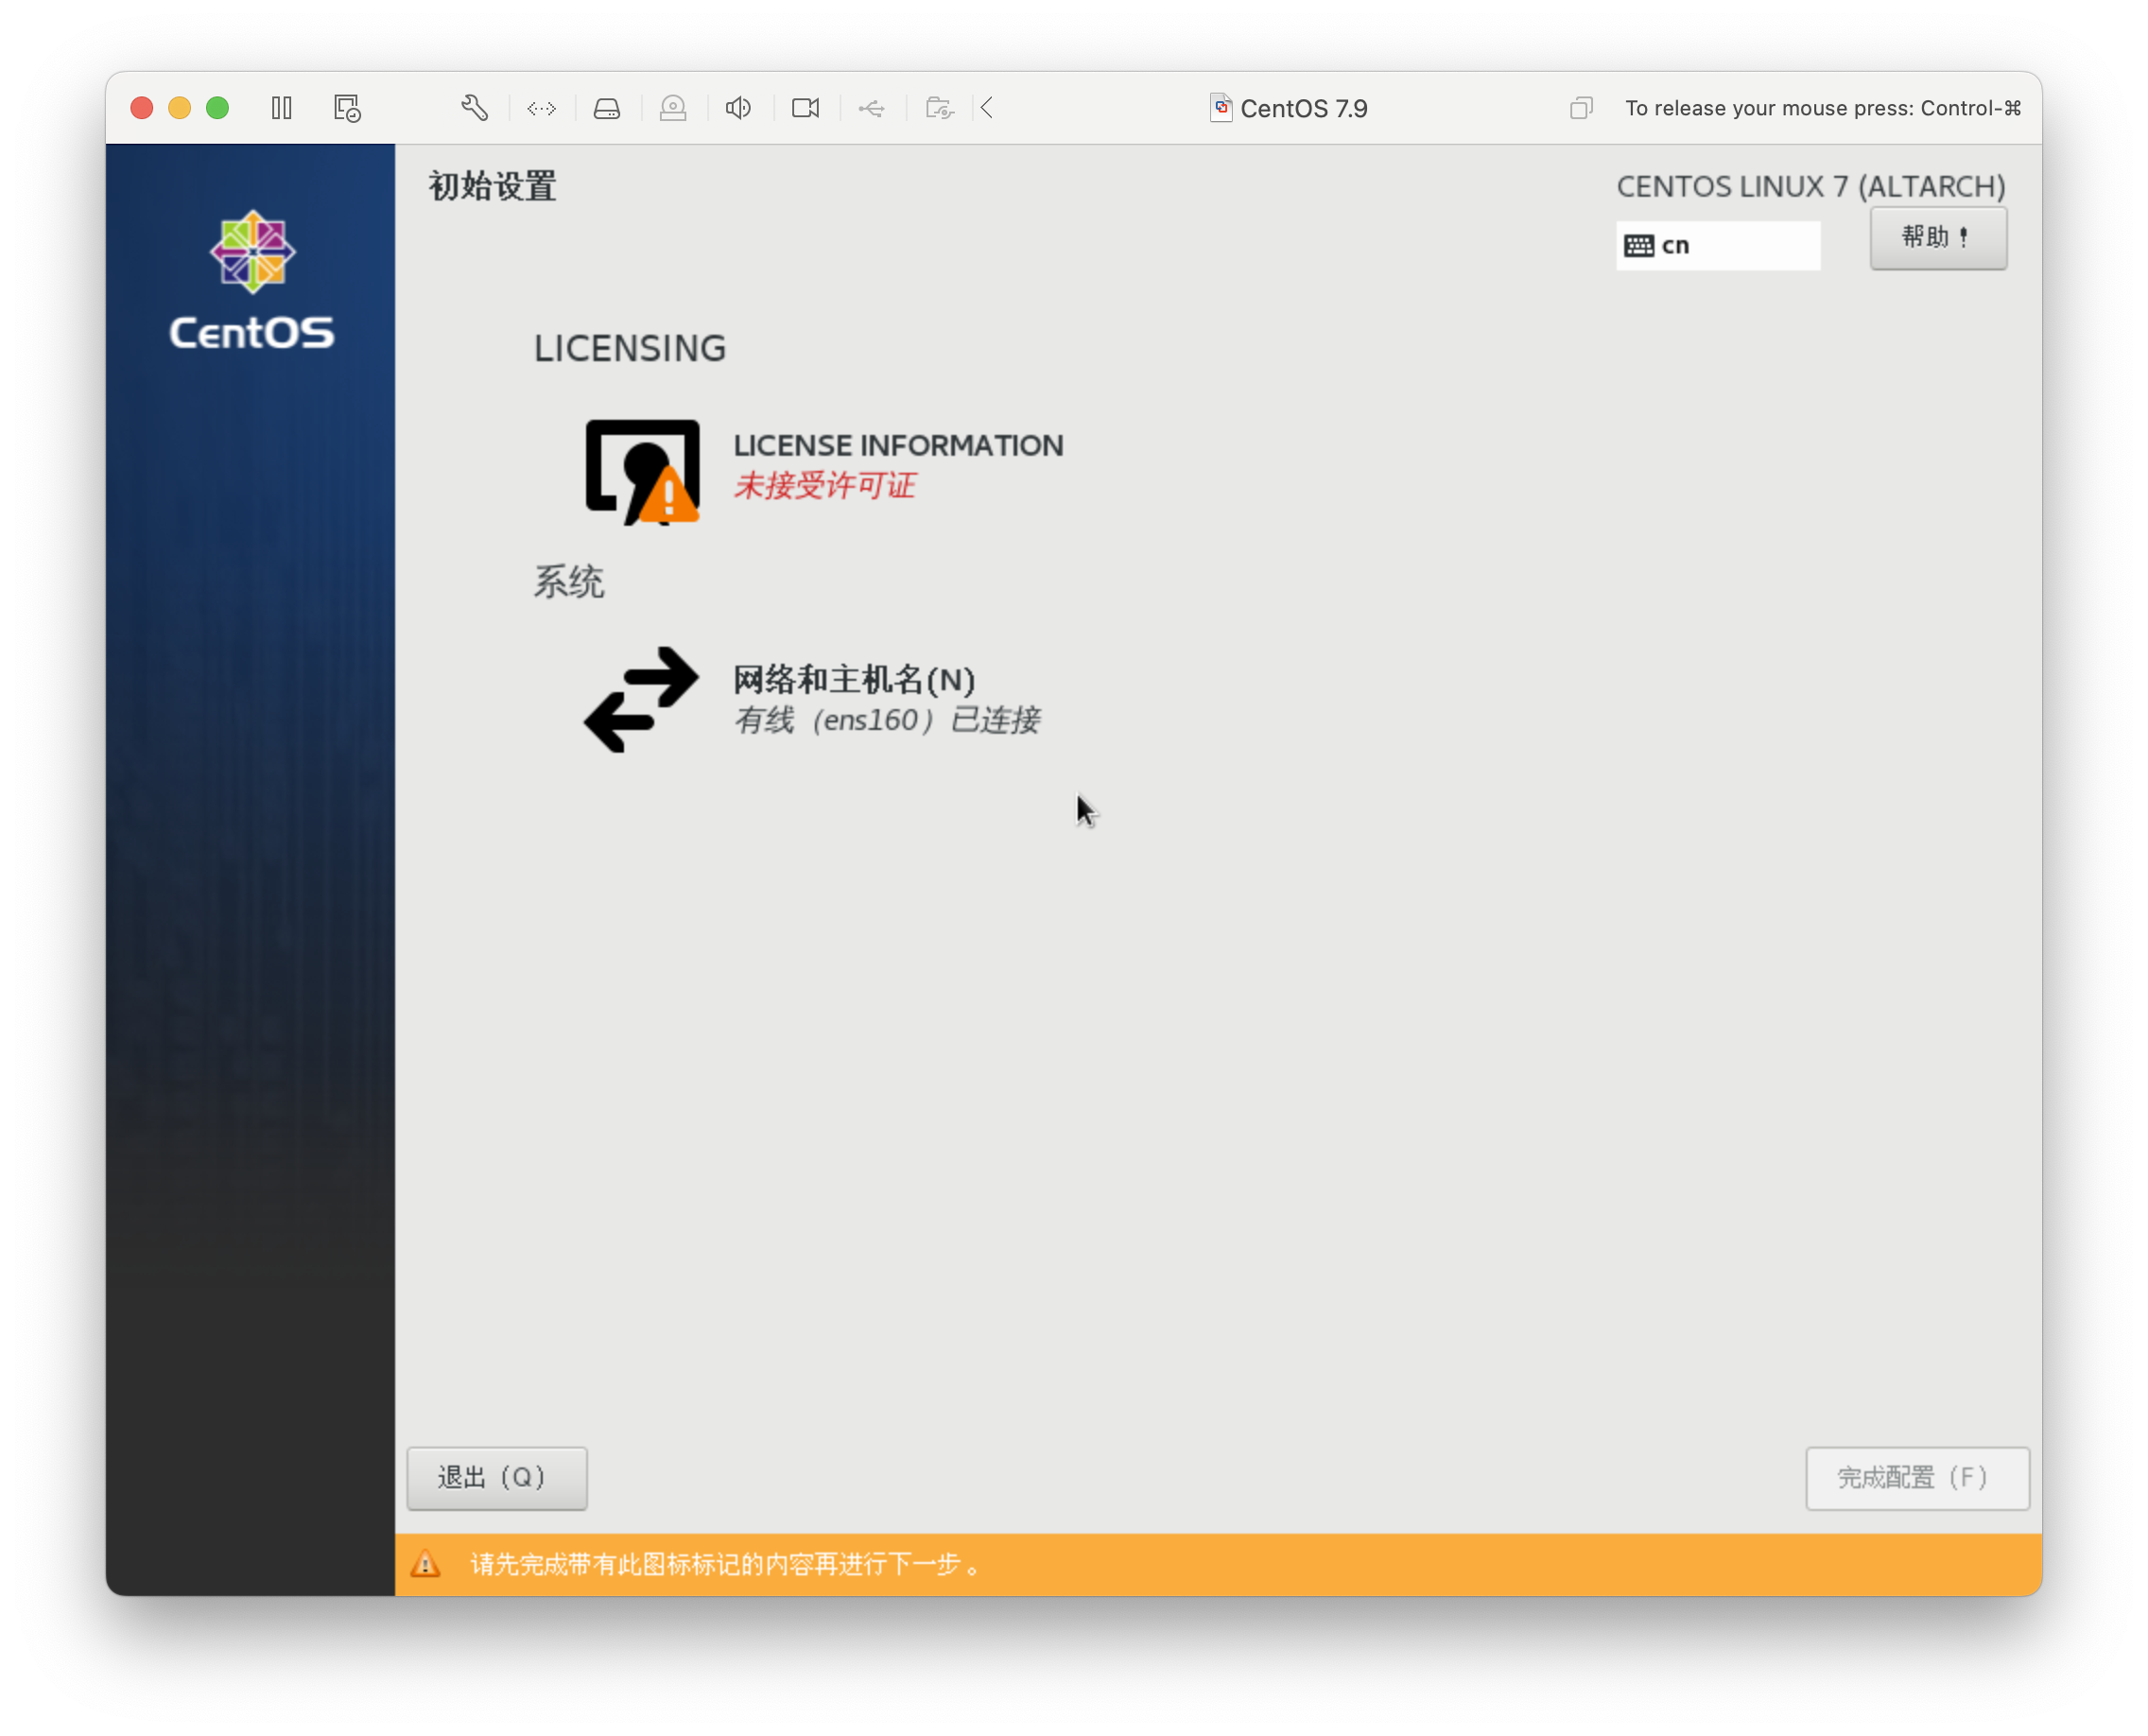 CentOS 7.9
To release your mouse press: Control-⌘
CentOS
初始设置
CENTOS LINUX 7 (ALTARCH)
cn
帮助！
LICENSING
LICENSE INFORMATION
未接受许可证
系统
网络和主机名(N)
有线（ens160）已连接
退出（Q）
完成配置（F）
请先完成带有此图标标记的内容再进行下一步。